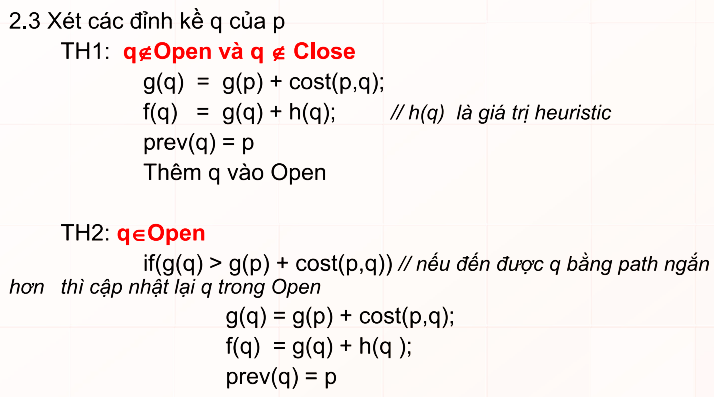 2.3 Xét các đỉnh kề q của p
TH1: q∉Open và q ∉ Close
g(q) = g(p) + cost(p,q);
f(q) = g(q) + h(q); // h(q) là giá trị heuristic
prev(q) = p
Thêm q vào Open
TH2: q∈Open
if(g(q) > g(p) + cost(p,q)) // nếu đến được q bằng path ngắn
hơn thì cập nhật lại q trong Open
g(q) = g(p) + cost(p,q);
f(q) = g(q) + h(q );
prev(q) = p